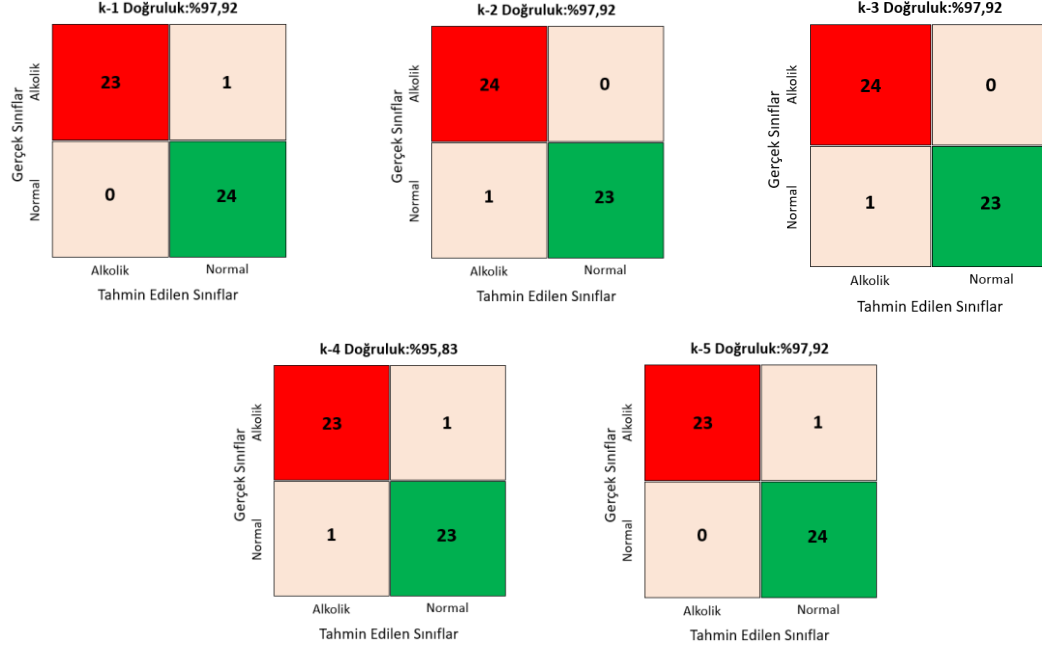 k-1 Doğruluk:%97,92
Gerçek Sınıflar
Alkolik
23 1
Normal
0 24
Alkolik Normal
Tahmin Edilen Sınıflar
k-2 Doğruluk:%97,92
Gerçek Sınıflar
Alkolik
24 0
Normal
1 23
Alkolik Normal
Tahmin Edilen Sınıflar
k-3 Doğruluk:%97,92
Gerçek Sınıflar
Alkolik
24 0
Normal
1 23
Alkolik Normal
Tahmin Edilen Sınıflar
k-4 Doğruluk:%95,83
Gerçek Sınıflar
Alkolik
23 1
Normal
1 23
Alkolik Normal
Tahmin Edilen Sınıflar
k-5 Doğruluk:%97,92
Gerçek Sınıflar
Alkolik
23 1
Normal
0 24
Alkolik Normal
Tahmin Edilen Sınıflar